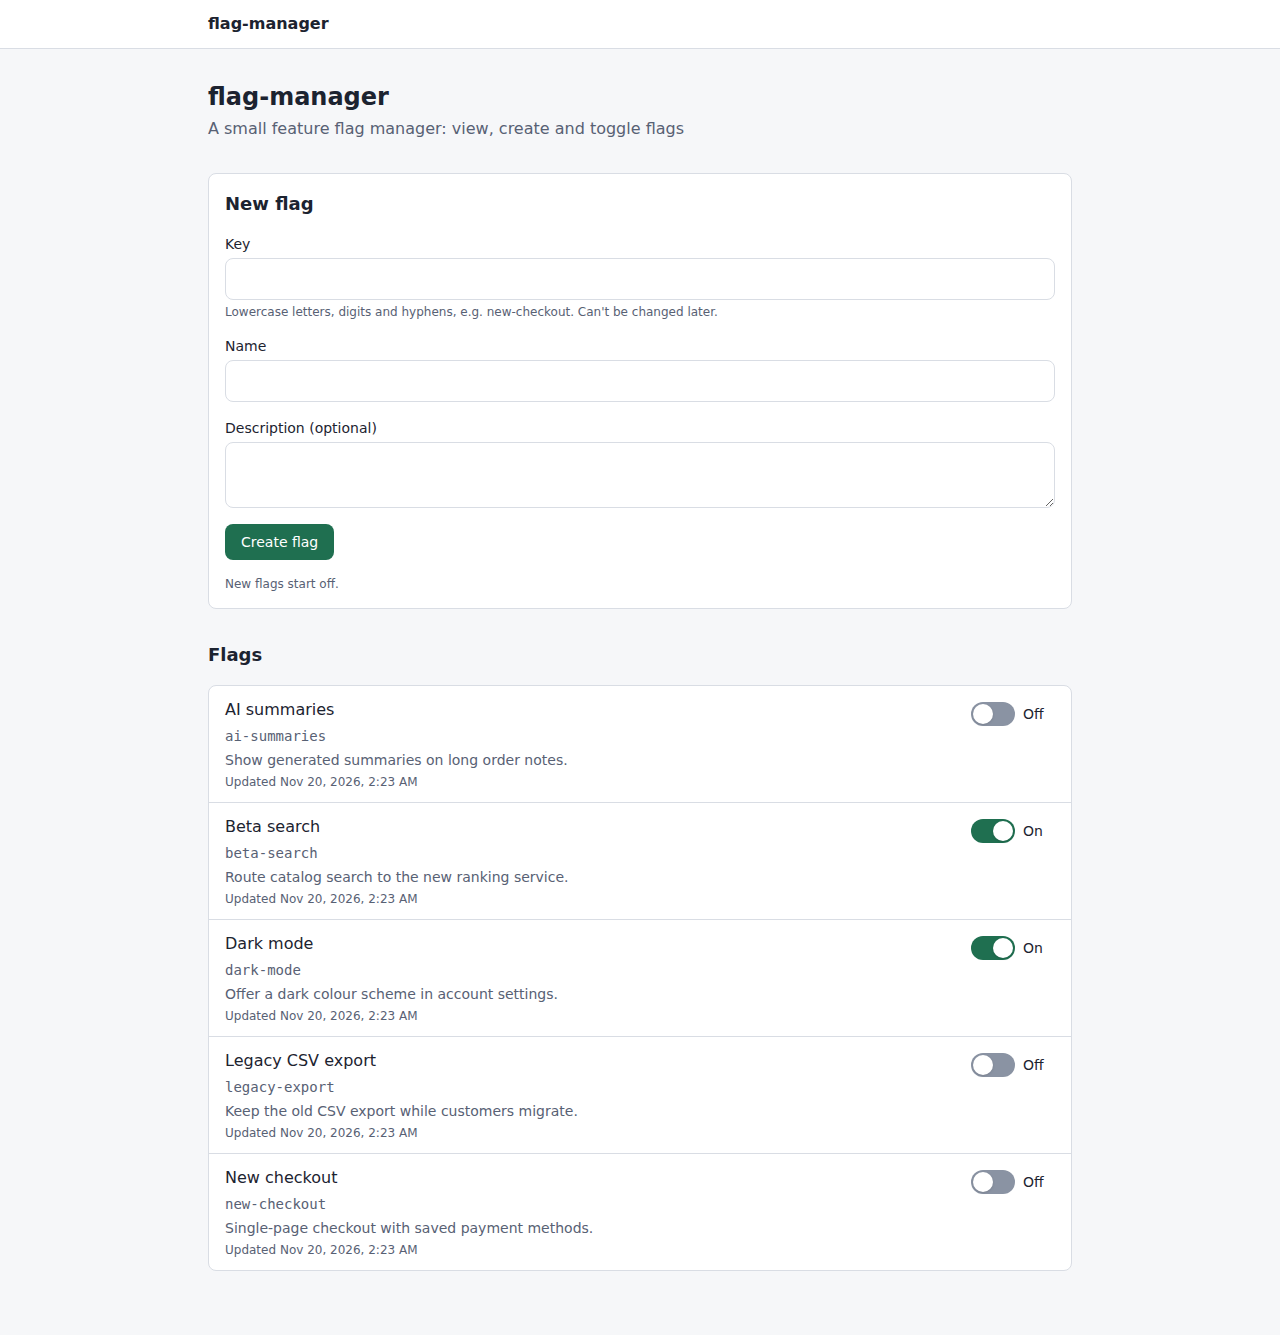 flag-manager
flag-manager
A small feature flag manager: view, create and toggle flags
New flag
Key
Lowercase letters, digits and hyphens, e.g. new-checkout. Can't be changed later.
Name
Description (optional)
Create flag
New flags start off.
Flags
AI summaries
Off
ai-summaries
Show generated summaries on long order notes.
Updated Nov 20, 2026, 2:23 AM
Beta search
On
beta-search
Route catalog search to the new ranking service.
Updated Nov 20, 2026, 2:23 AM
Dark mode
On
dark-mode
Offer a dark colour scheme in account settings.
Updated Nov 20, 2026, 2:23 AM
Legacy CSV export
Off
legacy-export
Keep the old CSV export while customers migrate.
Updated Nov 20, 2026, 2:23 AM
New checkout
Off
new-checkout
Single-page checkout with saved payment methods.
Updated Nov 20, 2026, 2:23 AM